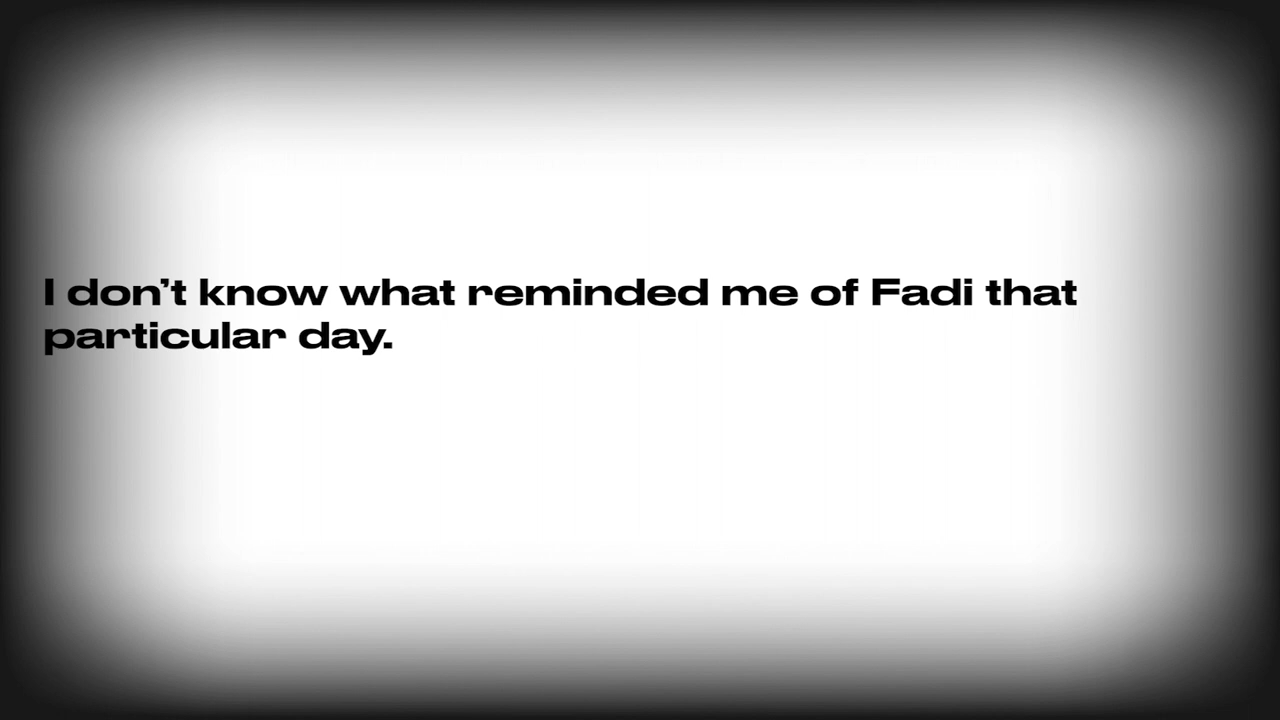 I don’t know what reminded me of Fadi that
particular day.